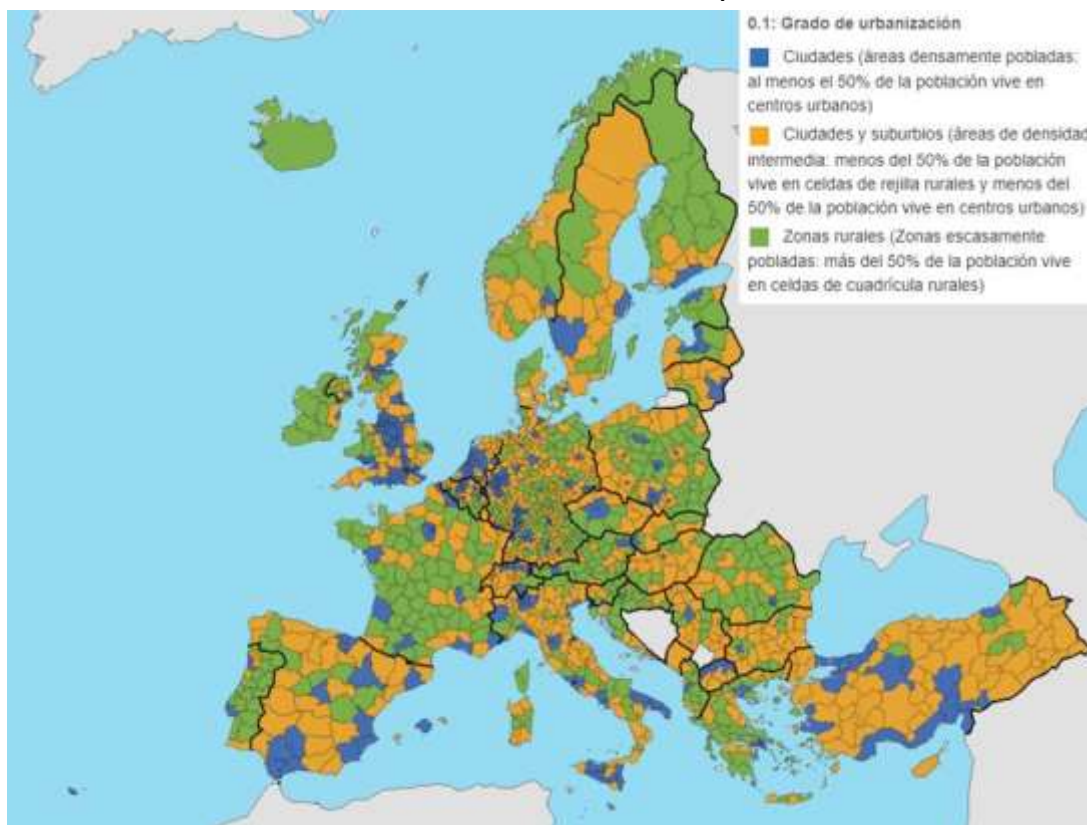 0.1: Grado de urbanización
Ciudades (áreas densamente pobladas:
al menos el 50% de la población vive en
centros urbanos)
Ciudades y suburbios (áreas de densidad
intermedia: menos del 50% de la población
vive en celdas de rejilla rurales y menos del
50% de la población vive en centros urbanos)
Zonas rurales (Zonas escasamente
pobladas: más del 50% de la población vive
en celdas de cuadrícula rurales)